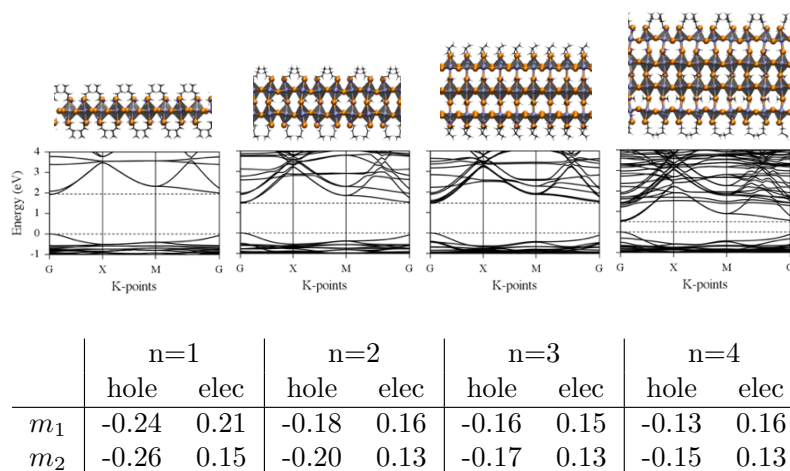 4
3
2
1
0
-1
Energy (eV)
G X M G
K-points
G X M G
K-points
G X M G
K-points
G X M G
K-points
n=1 n=2 n=3 n=4
hole elec hole elec hole elec hole elec
m1 -0.24 0.21 -0.18 0.16 -0.16 0.15 -0.13 0.16
m2 -0.26 0.15 -0.20 0.13 -0.17 0.13 -0.15 0.13